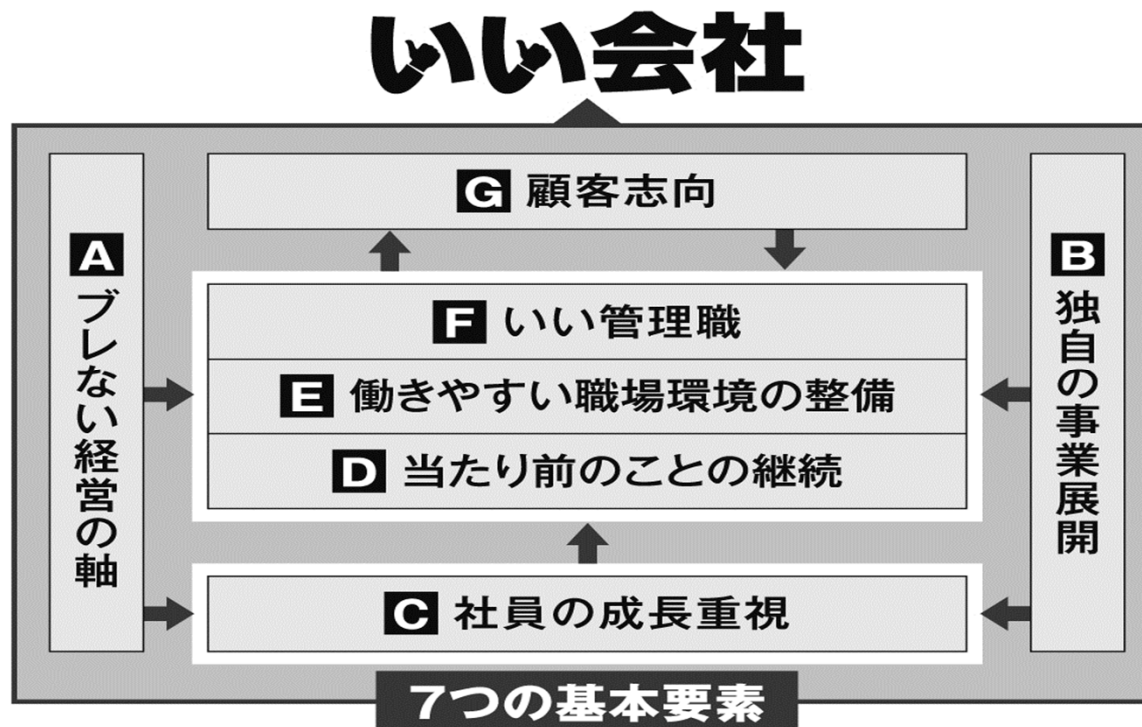 いい会社
G 顧客志向
A ブレない経営の軸
B 独自の事業展開
F いい管理職
E 働きやすい職場環境の整備
D 当たり前のことの継続
C 社員の成長重視
7つの基本要素